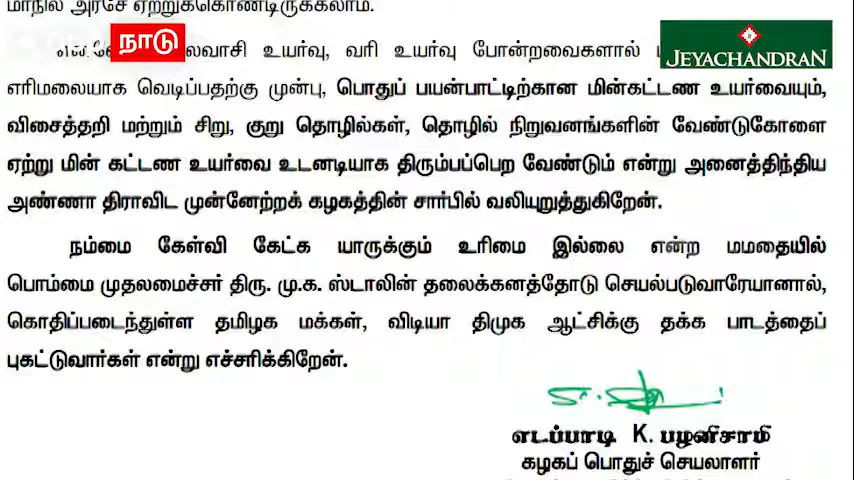 மாநில அரசே ஏற்றுக்கொண்டிருக்கலாம்.
நாடு
JEYACHANDRAN
உயர்வு, வரி உயர்வு போன்றவைகளால்
எரிமலையாக வெடிப்பதற்கு முன்பு, பொதுப் பயன்பாட்டிற்கான மின்கட்டண உயர்வையும்,
விசைத்தறி மற்றும் சிறு, குறு தொழில்கள், தொழில் நிறுவனங்களின் வேண்டுகோளை
ஏற்று மின் கட்டண உயர்வை உடனடியாக திரும்பப்பெற வேண்டும் என்று அனைத்திந்திய
அண்ணா திராவிட முன்னேற்றக் கழகத்தின் சார்பில் வலியுறுத்துகிறேன்.
நம்மை கேள்வி கேட்க யாருக்கும் உரிமை இல்லை என்ற மமதையில்
பொம்மை முதலமைச்சர் திரு. மு.க. ஸ்டாலின் தலைக்கனத்தோடு செயல்படுவாரேயானால்,
கொதிப்படைந்துள்ள தமிழக மக்கள், விடியா திமுக ஆட்சிக்கு தக்க பாடத்தைப்
புகட்டுவார்கள் என்று எச்சரிக்கிறேன்.
எடப்பாடி K. பழனிசாமி
கழகப் பொதுச் செயலாளர்